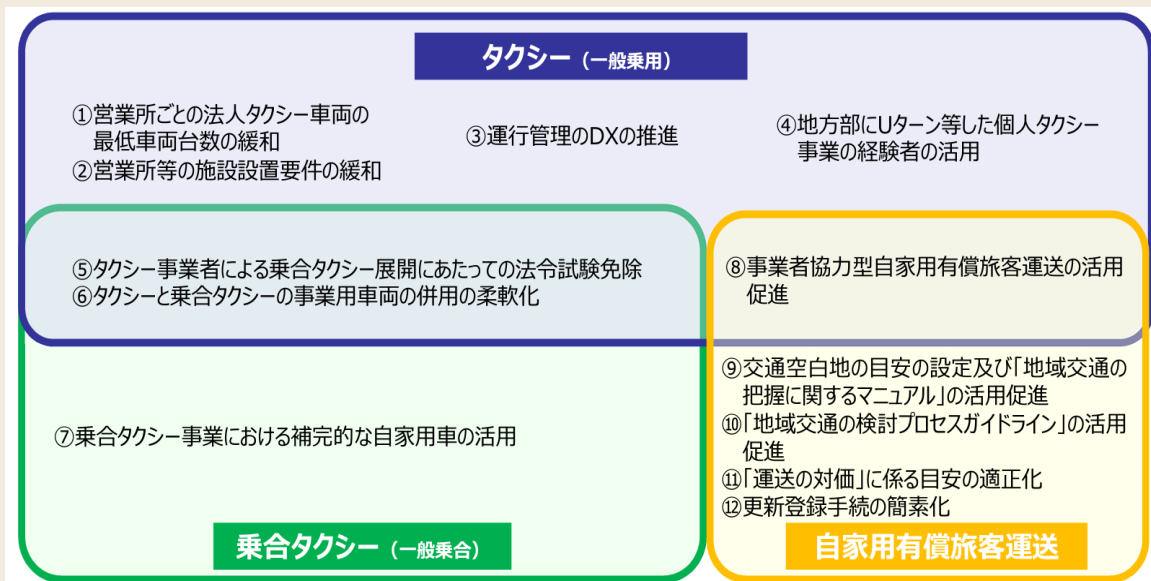 タクシー（一般乗用）
①営業所ごとの法人タクシー車両の
最低車両台数の緩和
②営業所等の施設設置要件の緩和
③運行管理のDXの推進
④地方部にUターン等した個人タクシー
事業の経験者の活用
⑤タクシー事業者による乗合タクシー展開にあたっての法令試験免除
⑥タクシーと乗合タクシーの事業用車両の併用の柔軟化
⑧事業者協力型自家用有償旅客運送の活用
促進
⑦乗合タクシー事業における補完的な自家用車の活用
⑨交通空白地の目安の設定及び「地域交通の
把握に関するマニュアル」の活用促進
⑩「地域交通の検討プロセスガイドライン」の活用
促進
⑪「運送の対価」に係る目安の適正化
⑫更新登録手続の簡素化
乗合タクシー（一般乗合）
自家用有償旅客運送